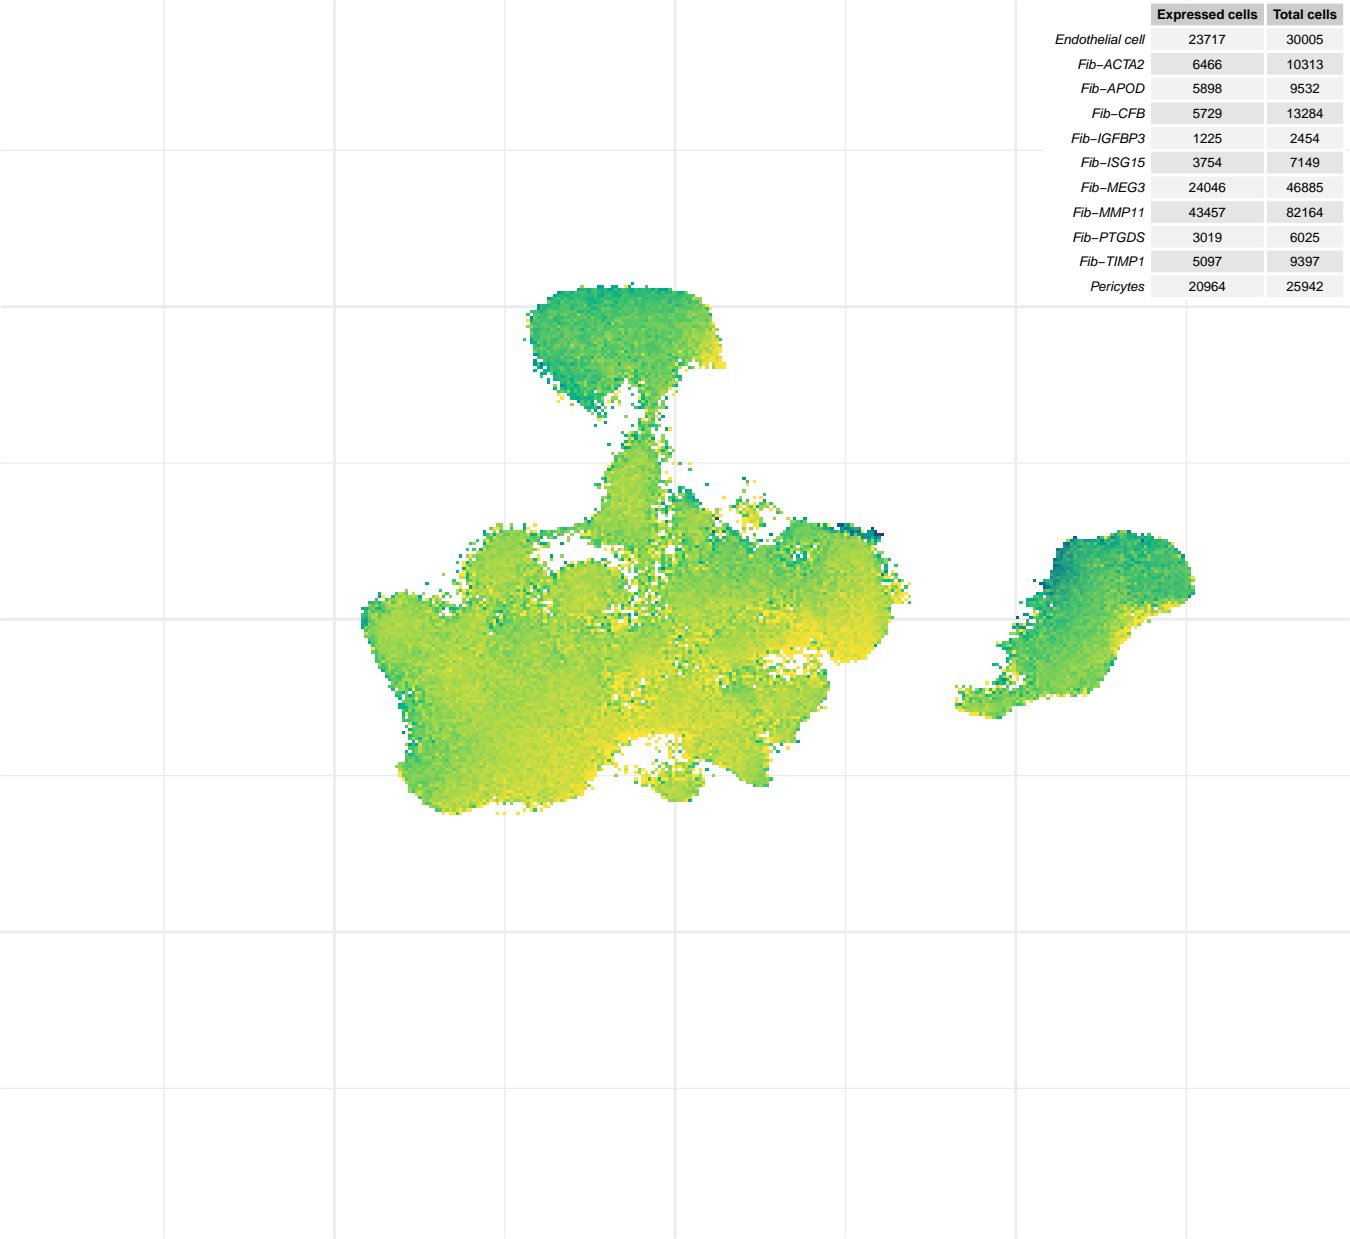 Expressed cells Total cells
Endothelial cell 23717 30005
Fib−ACTA2 6466 10313
Fib−APOD 5898 9532
Fib−CFB 5729 13284
Fib−IGFBP3 1225 2454
Fib−ISG15 3754 7149
Fib−MEG3 24046 46885
Fib−MMP11 43457 82164
Fib−PTGDS 3019 6025
Fib−TIMP1 5097 9397
Pericytes 20964 25942